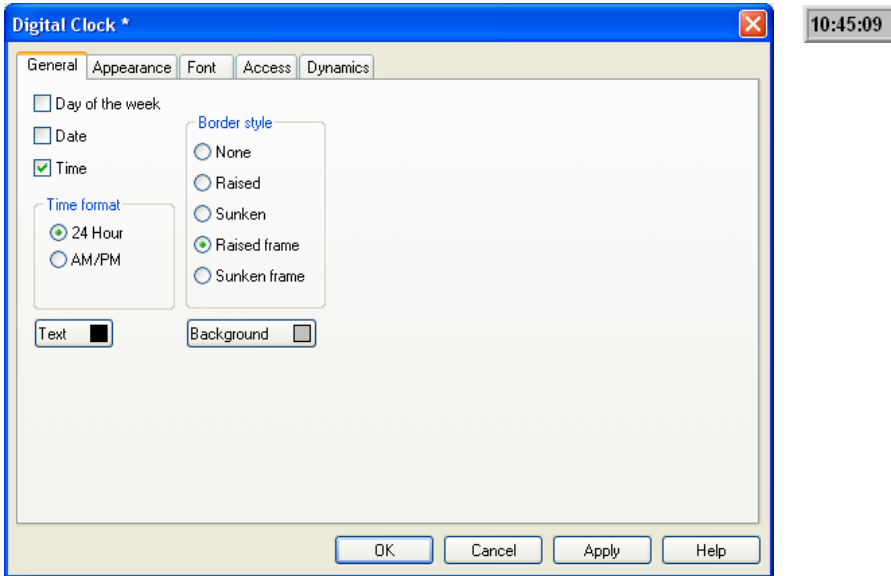 Digital Clock *
10:45:09
General Appearance Font Access Dynamics
Day of the week
Date
Time
Time format
24 Hour
AM/PM
Border style
None
Raised
Sunken
Raised frame
Sunken frame
Text
Background
OK Cancel Apply Help